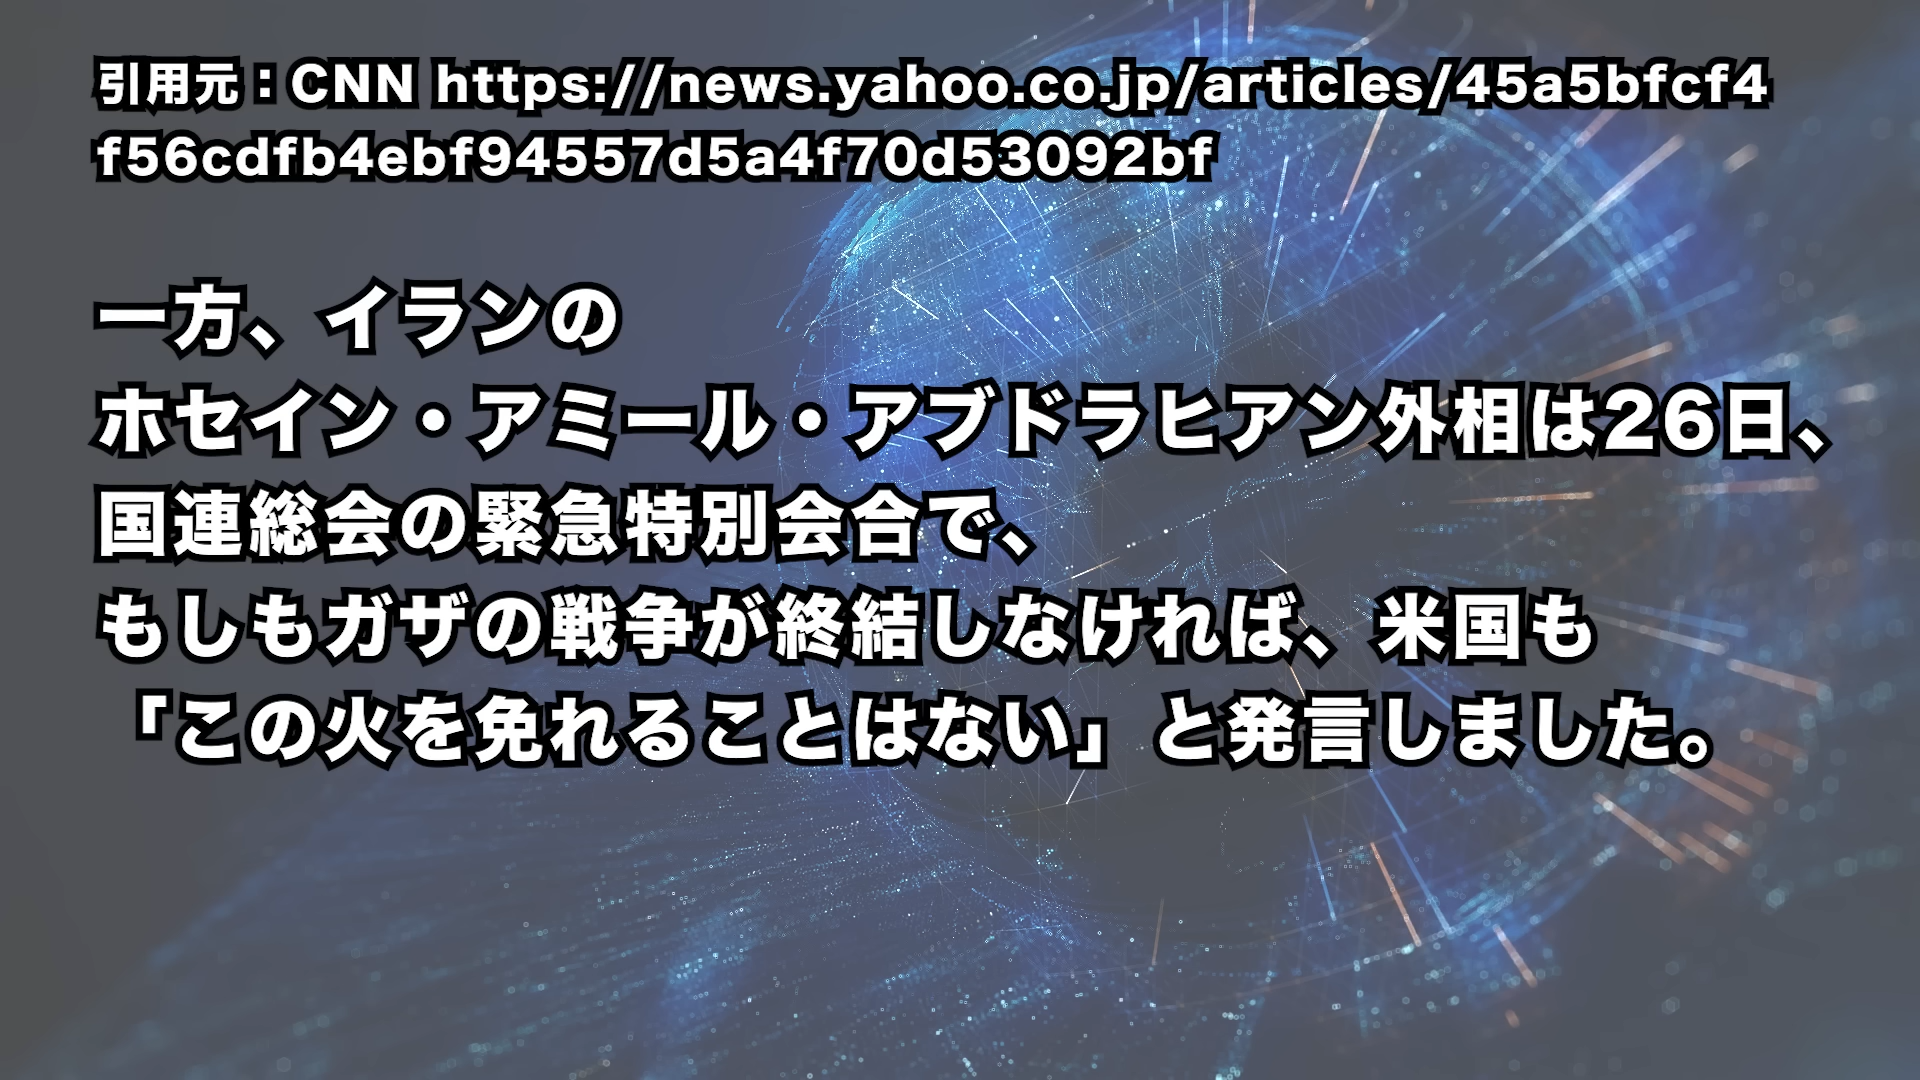 引用元：CNN https://news.yahoo.co.jp/articles/45a5bfcf4
f56cdfb4ebf94557d5a4f70d53092bf
一方、イランの
ホセイン・アミール・アブドラヒアン外相は26日、
国連総会の緊急特別会合で、
もしもガザの戦争が終結しなければ、米国も
「この火を免れることはない」と発言しました。